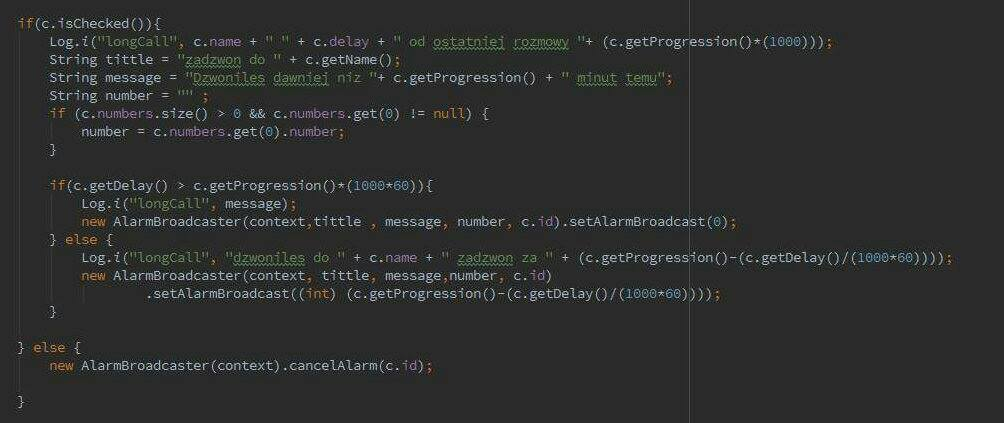 if(c.isChecked()){
Log.i("longCall", c.name + " " + c.delay + " od ostatniej rozmowy "+ (c.getProgression()*(1000)));
String tittle = "zadzwon do " + c.getName();
String message = "Dzwoniles dawniej niz "+ c.getProgression() + " minut temu";
String number = "" ;
if (c.numbers.size() > 0 && c.numbers.get(0) != null) {
number = c.numbers.get(0).number;
}
if(c.getDelay() > c.getProgression()*(1000*60)){
Log.i("longCall", message);
new AlarmBroadcaster(context,tittle , message, number, c.id).setAlarmBroadcast(0);
} else {
Log.i("longCall", "dzwoniles do " + c.name + " zadzwon za " + (c.getProgression()-(c.getDelay()/(1000*60))));
new AlarmBroadcaster(context, tittle, message,number, c.id)
.setAlarmBroadcast((int) (c.getProgression()-(c.getDelay()/(1000*60))));
}
} else {
new AlarmBroadcaster(context).cancelAlarm(c.id);
}